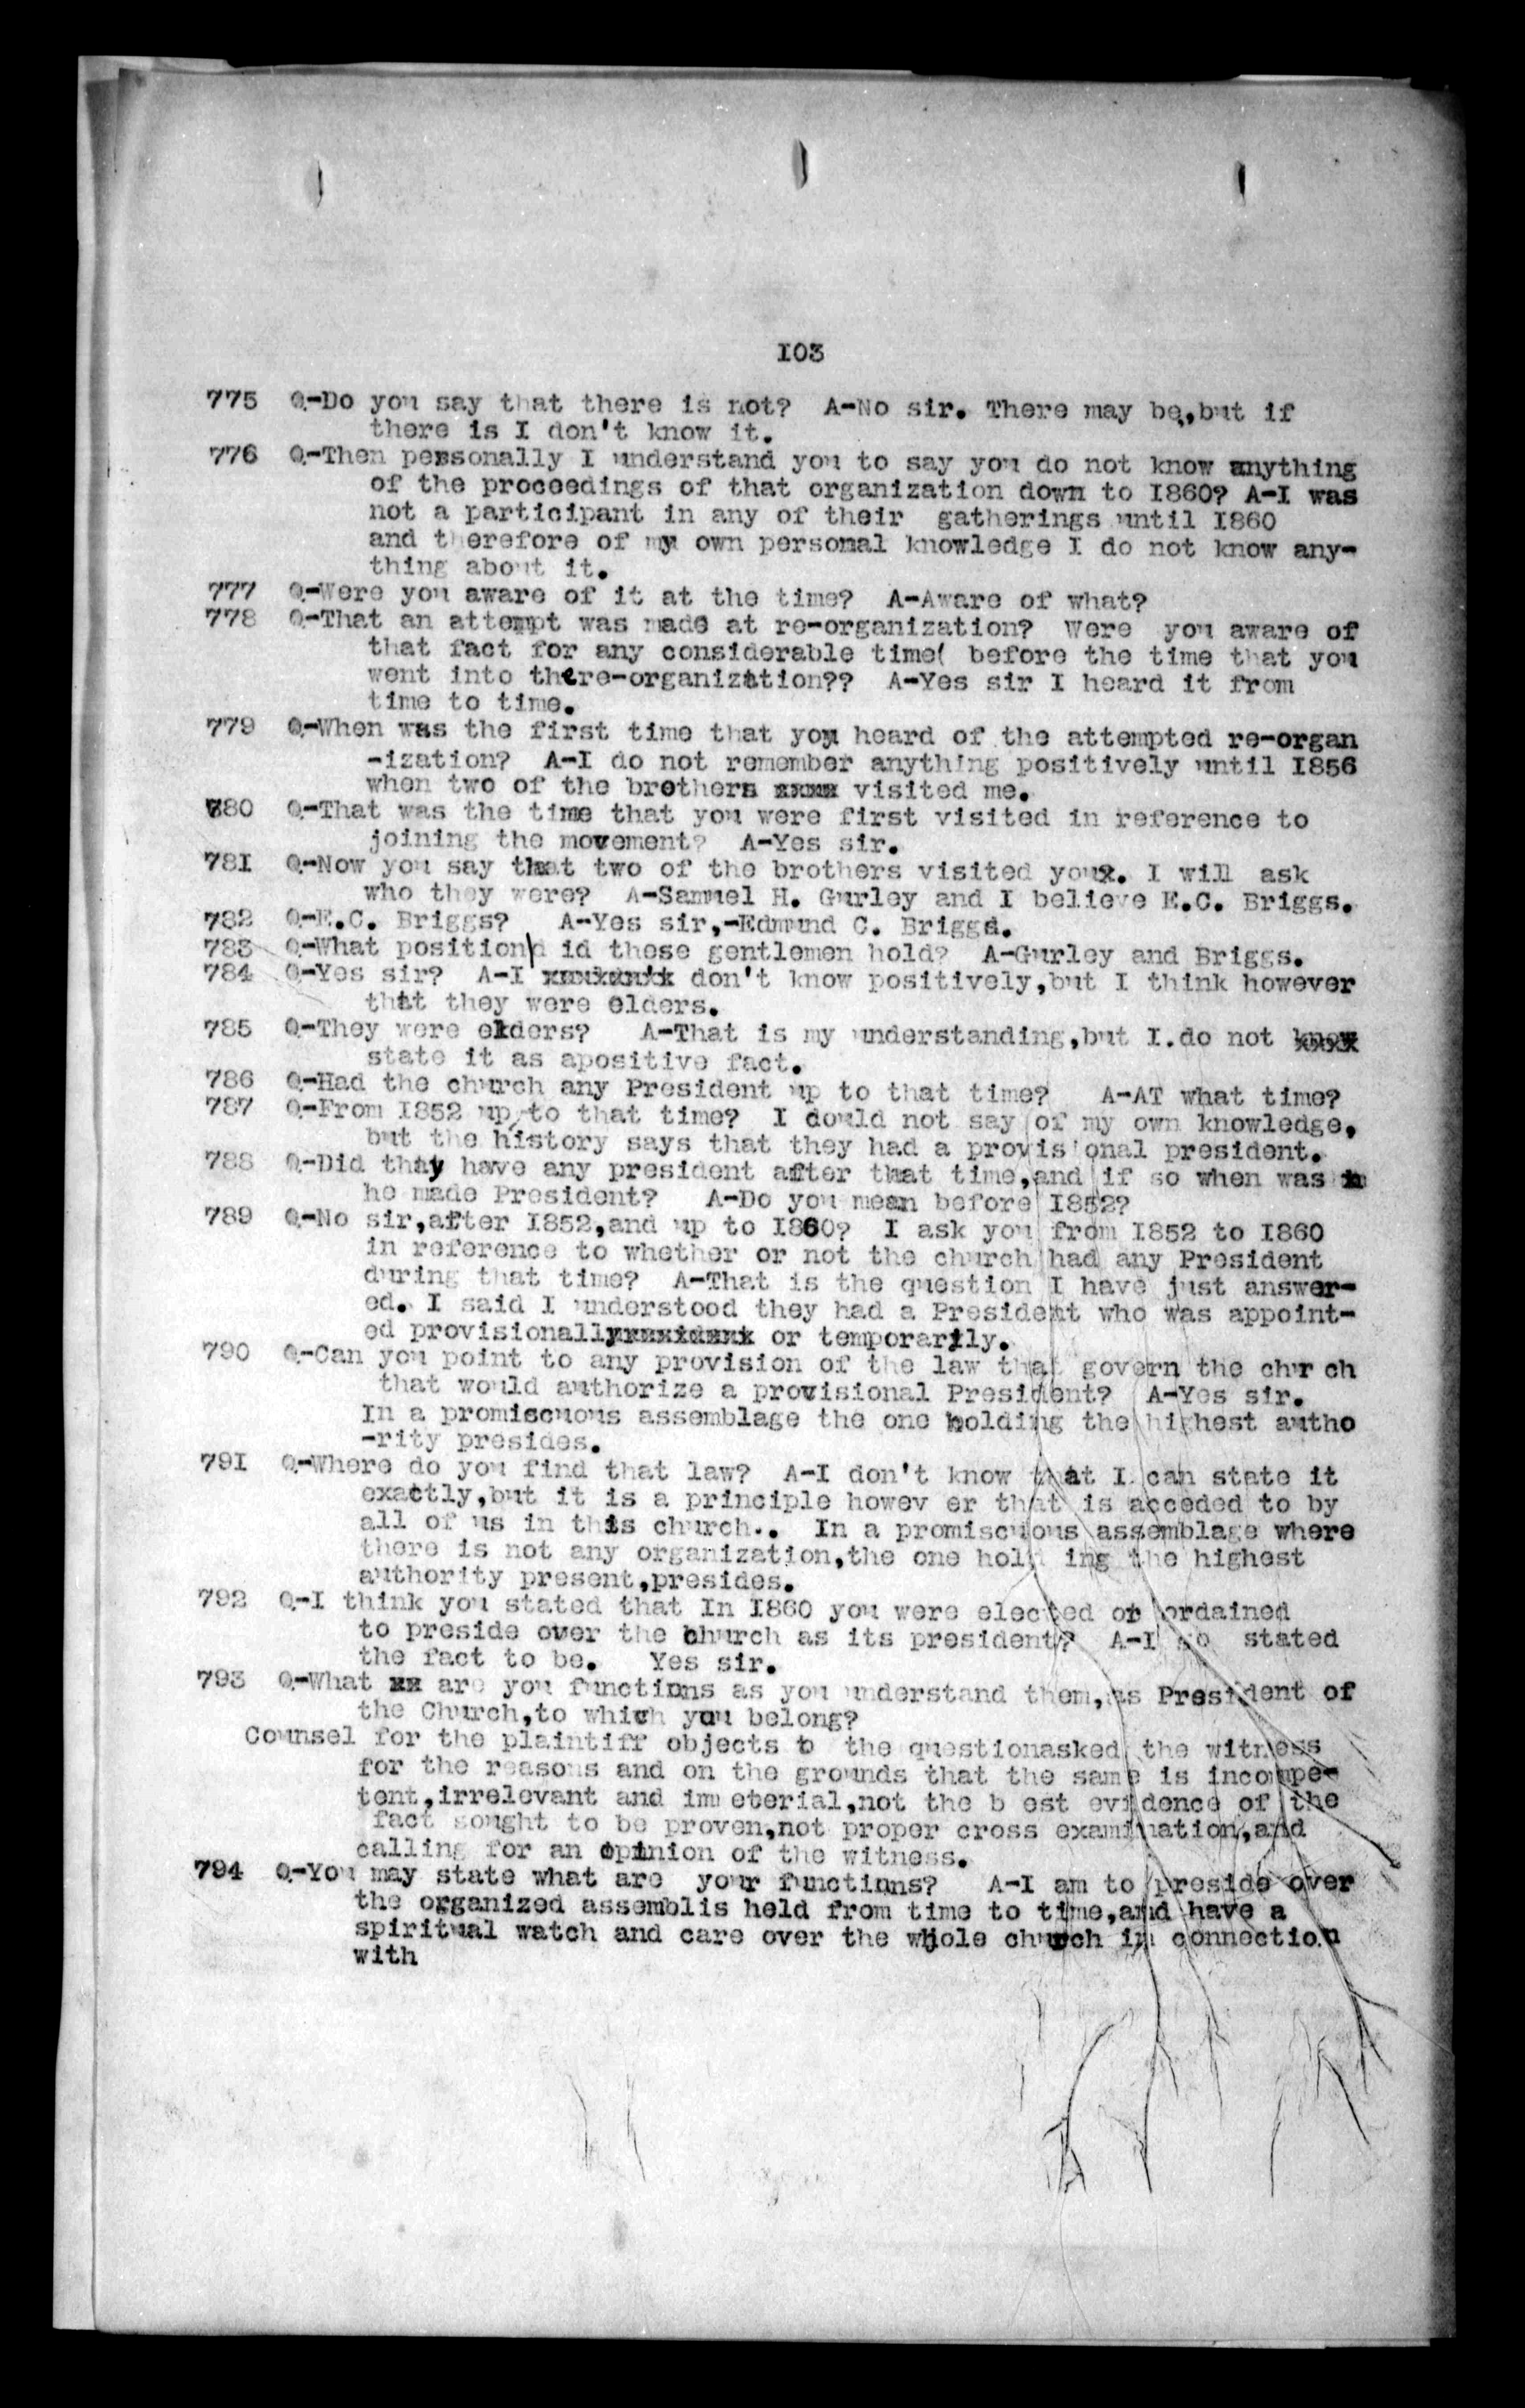 103
775 Q-Do you say that there is not? A-No sir. There may be,,but if
there is I don't know it.
776 Q-Then personally I understand you to say you do not know anything
of the proceedings of that organization down to 1860? A-I was
not a participant in any of their gatherings until 1860
and therefore of my own personal knowledge I do not know any-
thing about it.
777 Q-Were you aware of it at the time? A-Aware of what?
778 Q-That an attempt was made at re-organization? Were you aware of
that fact for any considerable time( before the time that you
went into there-organization?? A-Yes sir I heard it from
time to time.
779 Q-When was the first time that you heard of the attempted re-organ
-ization? A-I do not remember anything positively until 1856
when two of the brothers xxxx visited me.
780 Q-That was the time that you were first visited in reference to
joining the movement? A-Yes sir.
781 Q-Now you say that two of the brothers visited youx. I will ask
who they were? A-Samuel H. Gurley and I believe E.C. Briggs.
782 Q-E.C. Briggs? A-Yes sir,-Edmund C. Briggs.
783 Q-What position\d id these gentlemen hold? A-Gurley and Briggs.
784 Q-Yes sir? A-I don't know positively,but I think however
that they were elders.
785 Q-They were elders? A-That is my understanding,but I.do not know
state it as apositive fact.
786 Q-Had the church any President up to that time? A-AT what time?
787 Q-From 1852 up,to that time? I dould not say of my own knowledge,
but the history says that they had a provisional president.
788 Q-Did thay have any president after that time,and if so when was
he made President? A-Do you mean before 1852?
789 Q-No sir,after 1852,and up to 1860? I ask you from 1852 to 1860
in reference to whether or not the church had any President
during that time? A-That is the question I have just answer-
ed. I said I understood they had a President who was appoint-
ed provisionally or temporarily.
790 Q-Can you point to any provision of the law that govern the chur ch
that would authorize a provisional President? A-Yes sir.
In a promiscuous assemblage the one holding the highest autho
-rity presides.
791 Q-Where do you find that law? A-I don't know that I can state it
exactly,but it is a principle howev er that is acceded to by
all of us in this church.. In a promiscuous assemblage where
there is not any organization,the one hold ing the highest
authority present,presides.
792 Q-I think you stated that In 1860 you were elected or ordained
to preside over the church as its president? A-I so stated
the fact to be. Yes sir.
793 Q-What xx are you functions as you understand them,as President of
the Church,to which you belong?
Counsel for the plaintiff objects to the questionasked the witness
for the reasons and on the grounds that the same is incompe-
tent,irrelevant and imm eterial,not the b est evidence of the
fact sought to be proven,not proper cross examination,and
calling for an opinion of the witness.
794 Q-You may state what are your functions? A-I am to preside over
the organized assemblis held from time to time,and have a
spiritual watch and care over the whole church in connection
with